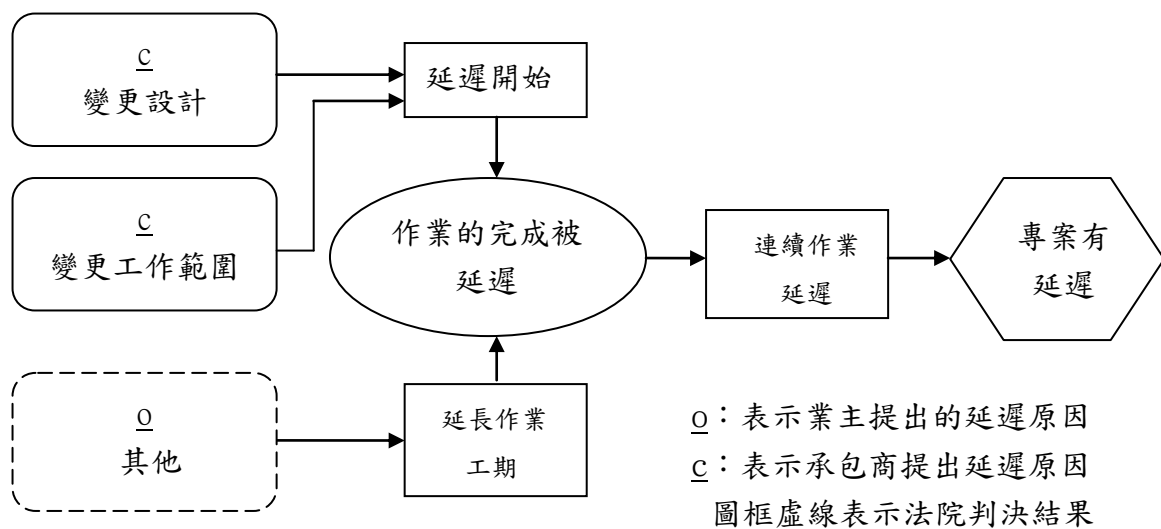 c
變更設計
延遲開始
c
變更工作範圍
作業的完成被
延遲
連續作業
延遲
專案有
延遲
o
其他
延長作業
工期
o：表示業主提出的延遲原因
c：表示承包商提出延遲原因
圖框虛線表示法院判決結果